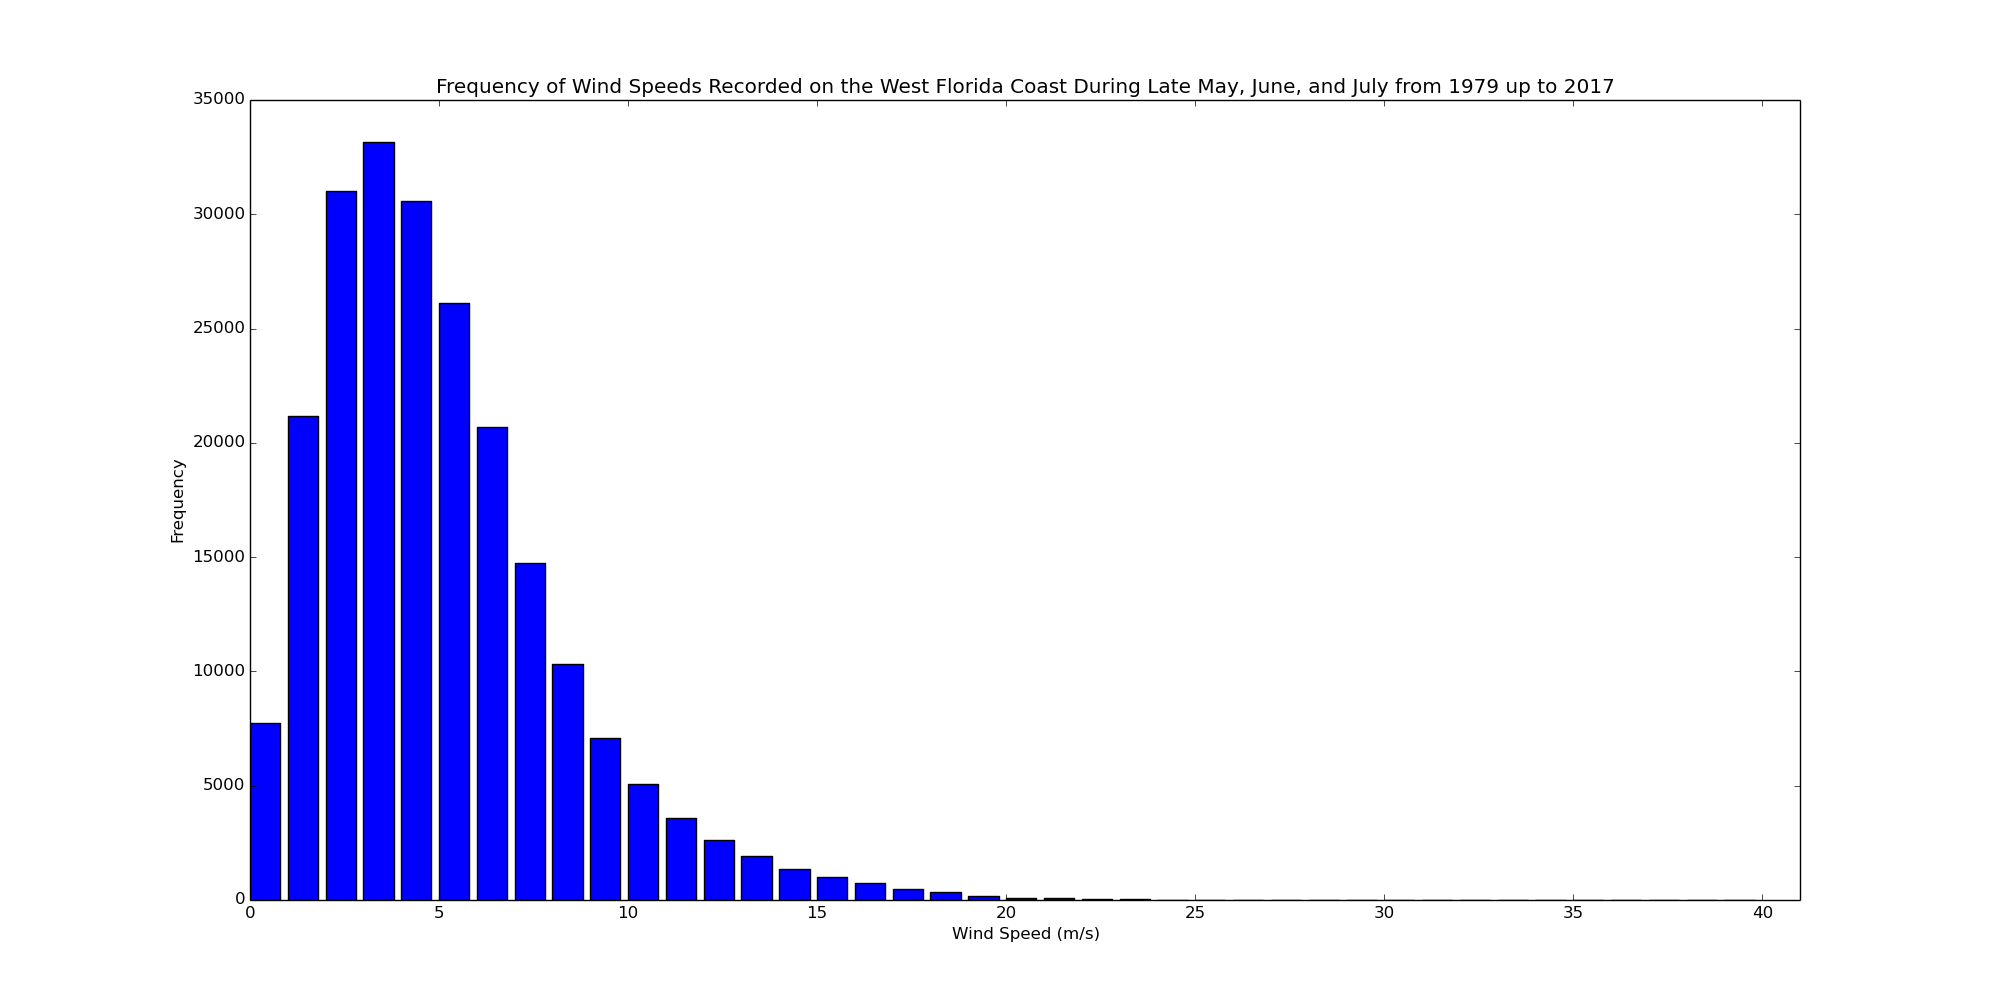 Frequency of Wind Speeds Recorded on the West Florida Coast During Late May, June, and July from 1979 up to 2017
35000
30000
25000
20000
15000
10000
5000
0
Frequency
0 5 10 15 20 25 30 35 40
Wind Speed (m/s)